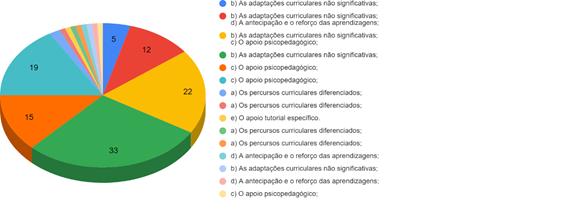 b) As adaptações curriculares não significativas;
b) As adaptações curriculares não significativas;
d) A antecipação e o reforço das aprendizagens;
b) As adaptações curriculares não significativas;
c) O apoio psicopedagógico;
b) As adaptações curriculares não significativas;
c) O apoio psicopedagógico;
c) O apoio psicopedagógico;
a) Os percursos curriculares diferenciados;
a) Os percursos curriculares diferenciados;
e) O apoio tutorial específico.
a) Os percursos curriculares diferenciados;
a) Os percursos curriculares diferenciados;
d) A antecipação e o reforço das aprendizagens;
b) As adaptações curriculares não significativas;
d) A antecipação e o reforço das aprendizagens;
c) O apoio psicopedagógico;
5
12
22
33
15
19